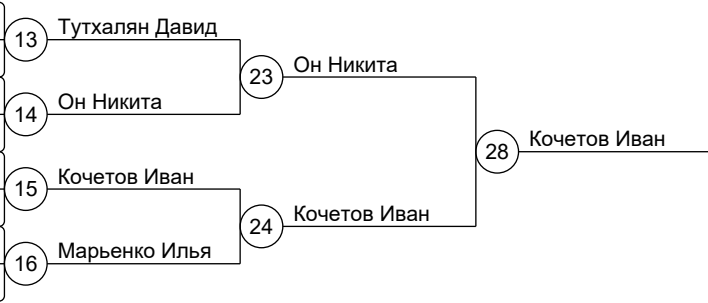 13 Тутхалян Давид
23 Он Никита
14 Он Никита
28 Кочетов Иван
15 Кочетов Иван
24 Кочетов Иван
16 Марьенко Илья